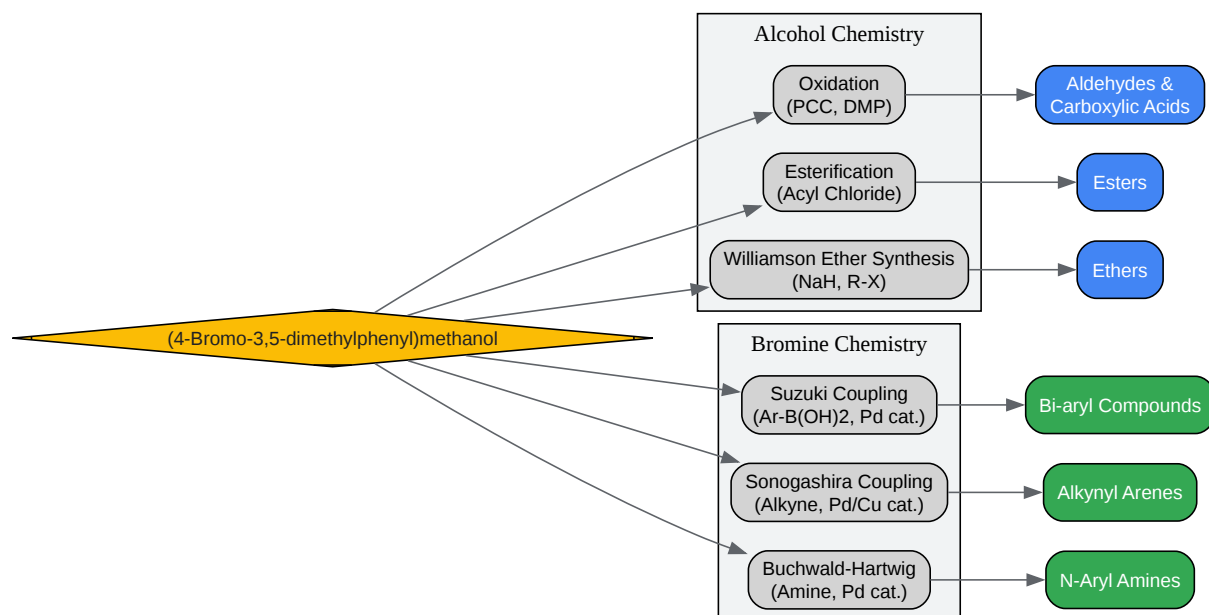 Alcohol Chemistry
Oxidation
(PCC, DMP)
Aldehydes &
Carboxylic Acids
Esterification
(Acyl Chloride)
Esters
Williamson Ether Synthesis
(NaH, R-X)
Ethers
(4-Bromo-3,5-dimethylphenyl)methanol
Bromine Chemistry
Suzuki Coupling
(Ar-B(OH)2, Pd cat.)
Bi-aryl Compounds
Sonogashira Coupling
(Alkyne, Pd/Cu cat.)
Alkynyl Arenes
Buchwald-Hartwig
(Amine, Pd cat.)
N-Aryl Amines